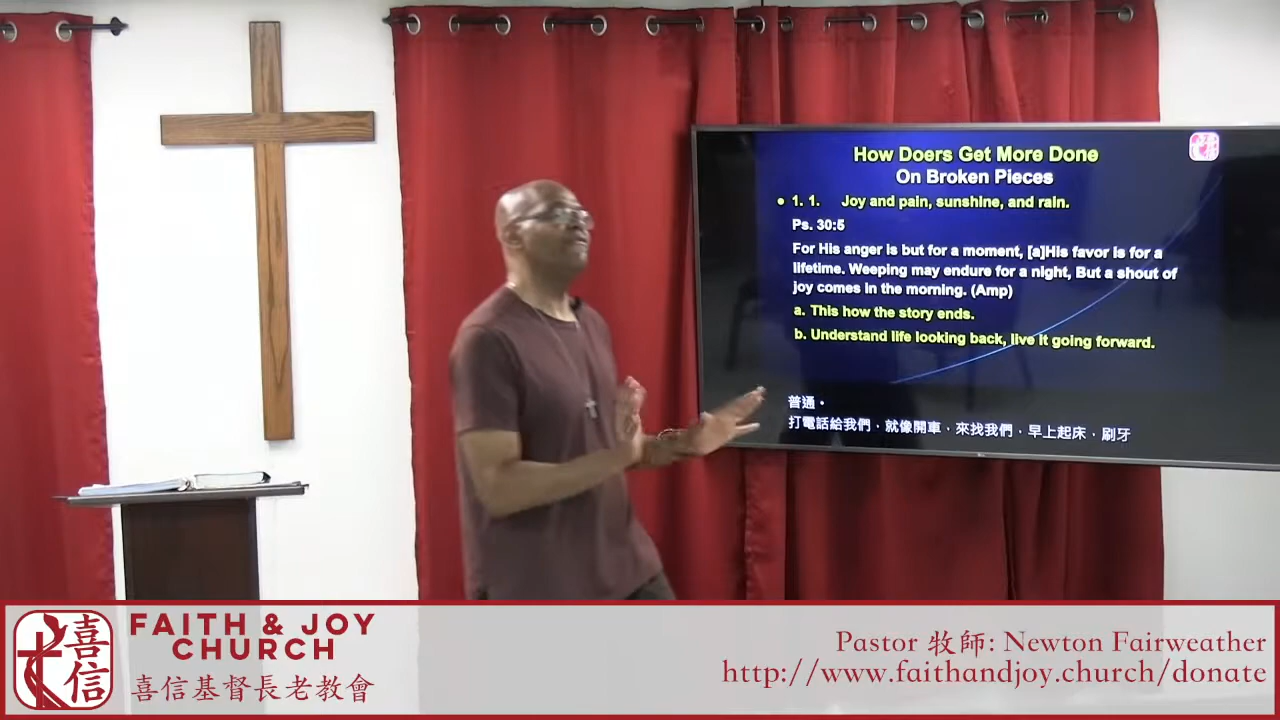 How Doers Get More Done
On Broken Pieces
• 1. 1. Joy and pain, sunshine, and rain.
Ps. 30:5
For His anger is but for a moment, [a]His favor is for a
lifetime. Weeping may endure for a night, But a shout of
joy comes in the morning. (Amp)
a. This how the story ends.
b. Understand life looking back, live it going forward.
普通。
打電話給我們，就像開車，來找我們，早上起床，刷牙
喜信
FAITH & JOY
CHURCH
喜信基督長老教會
Pastor 牧師: Newton Fairweather
http://www.faithandjoy.church/donate